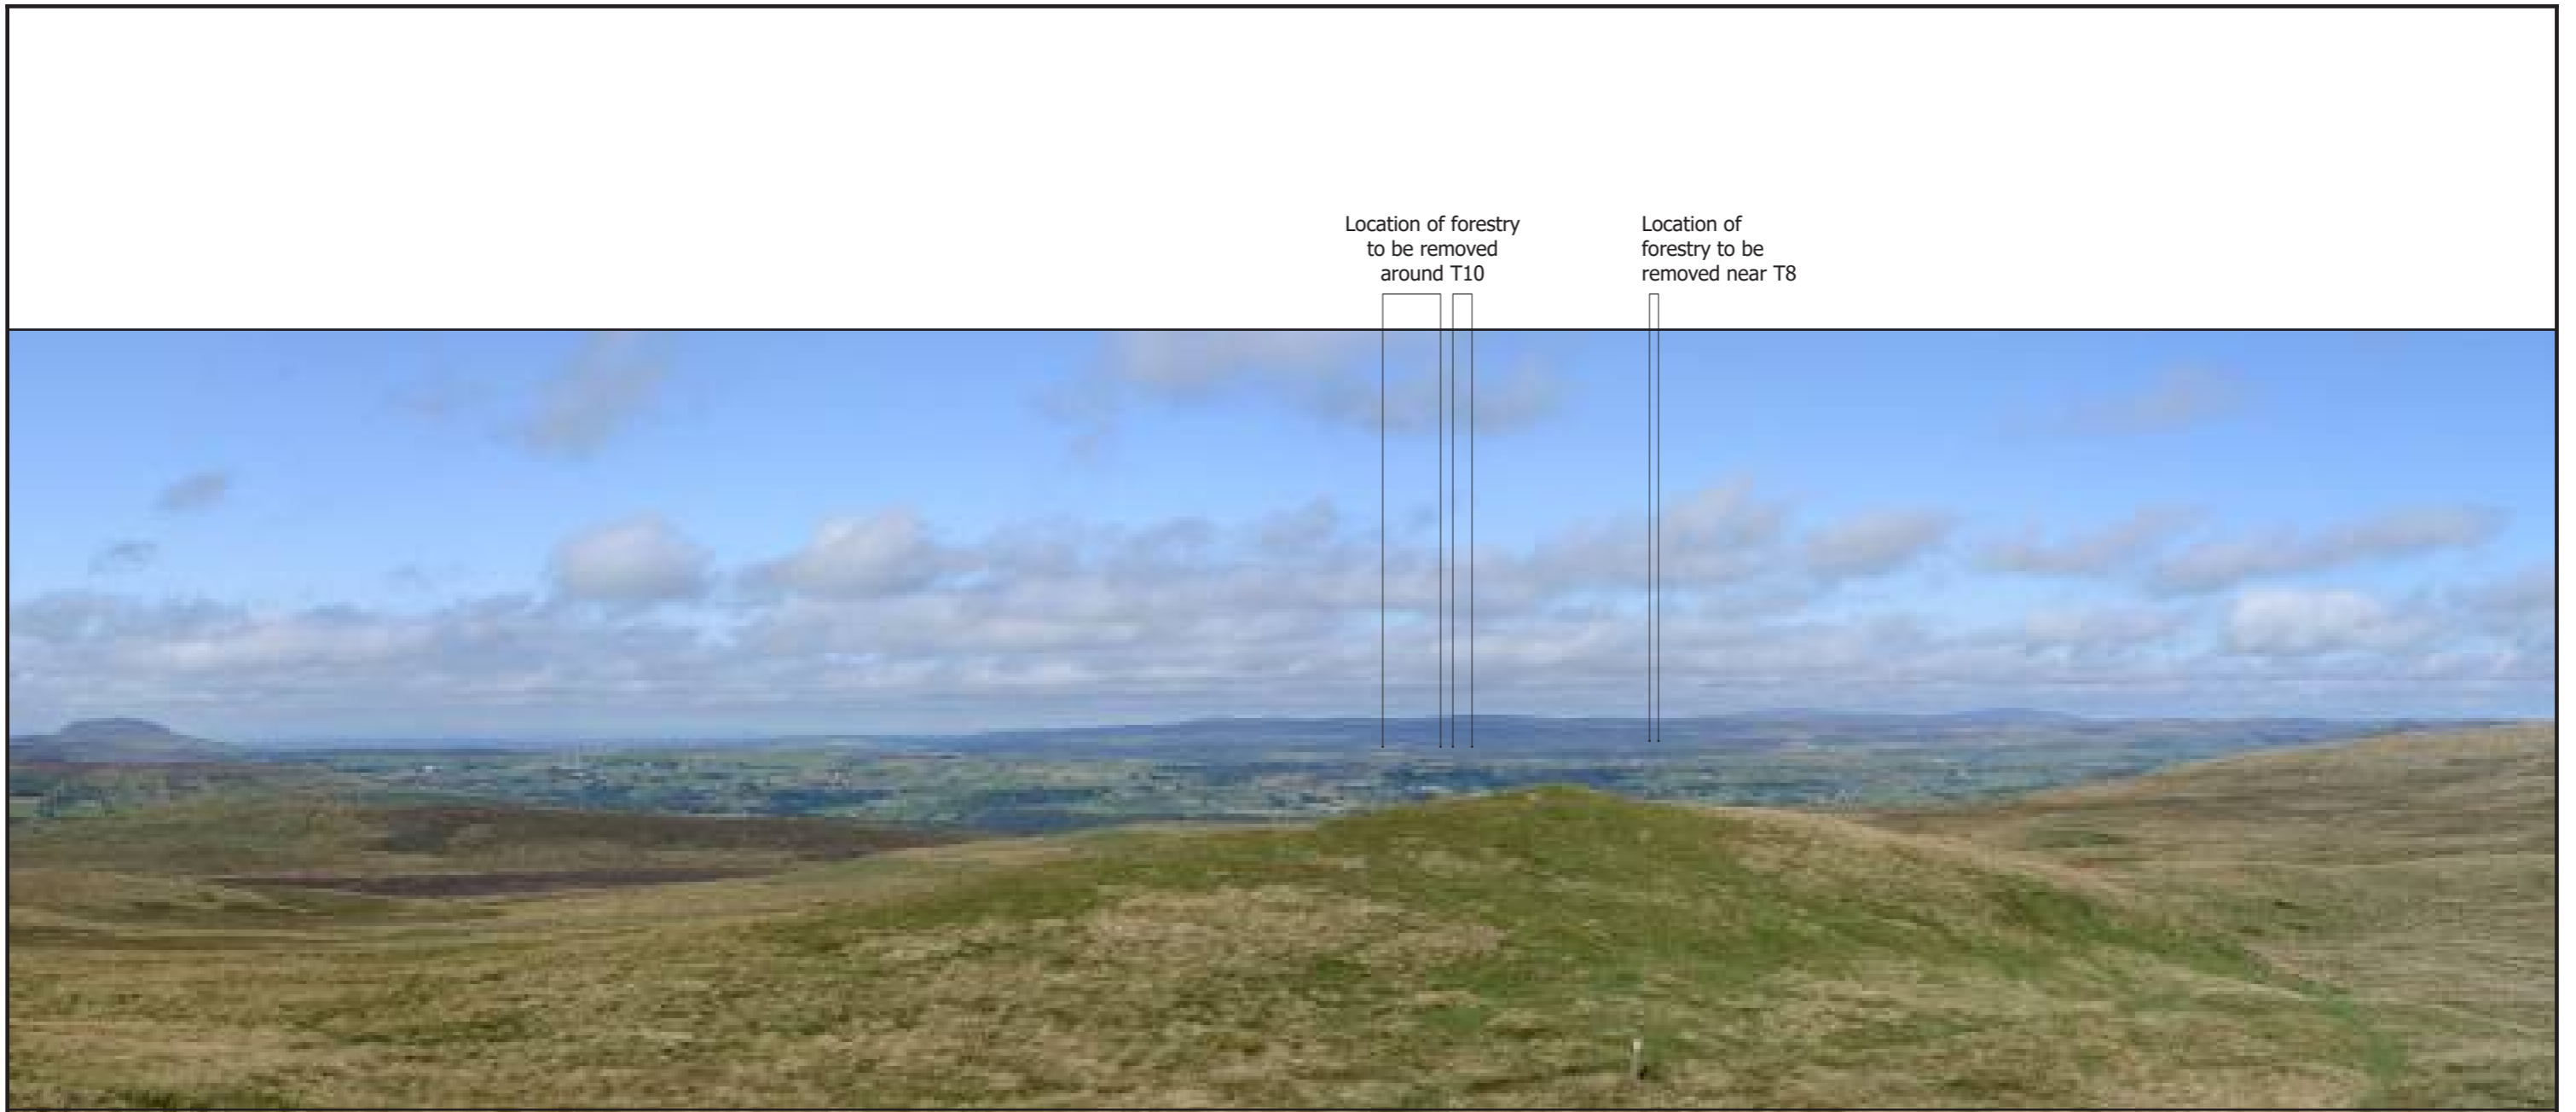 Location of forestry
to be removed
around T10
Location of
forestry to be
removed near T8